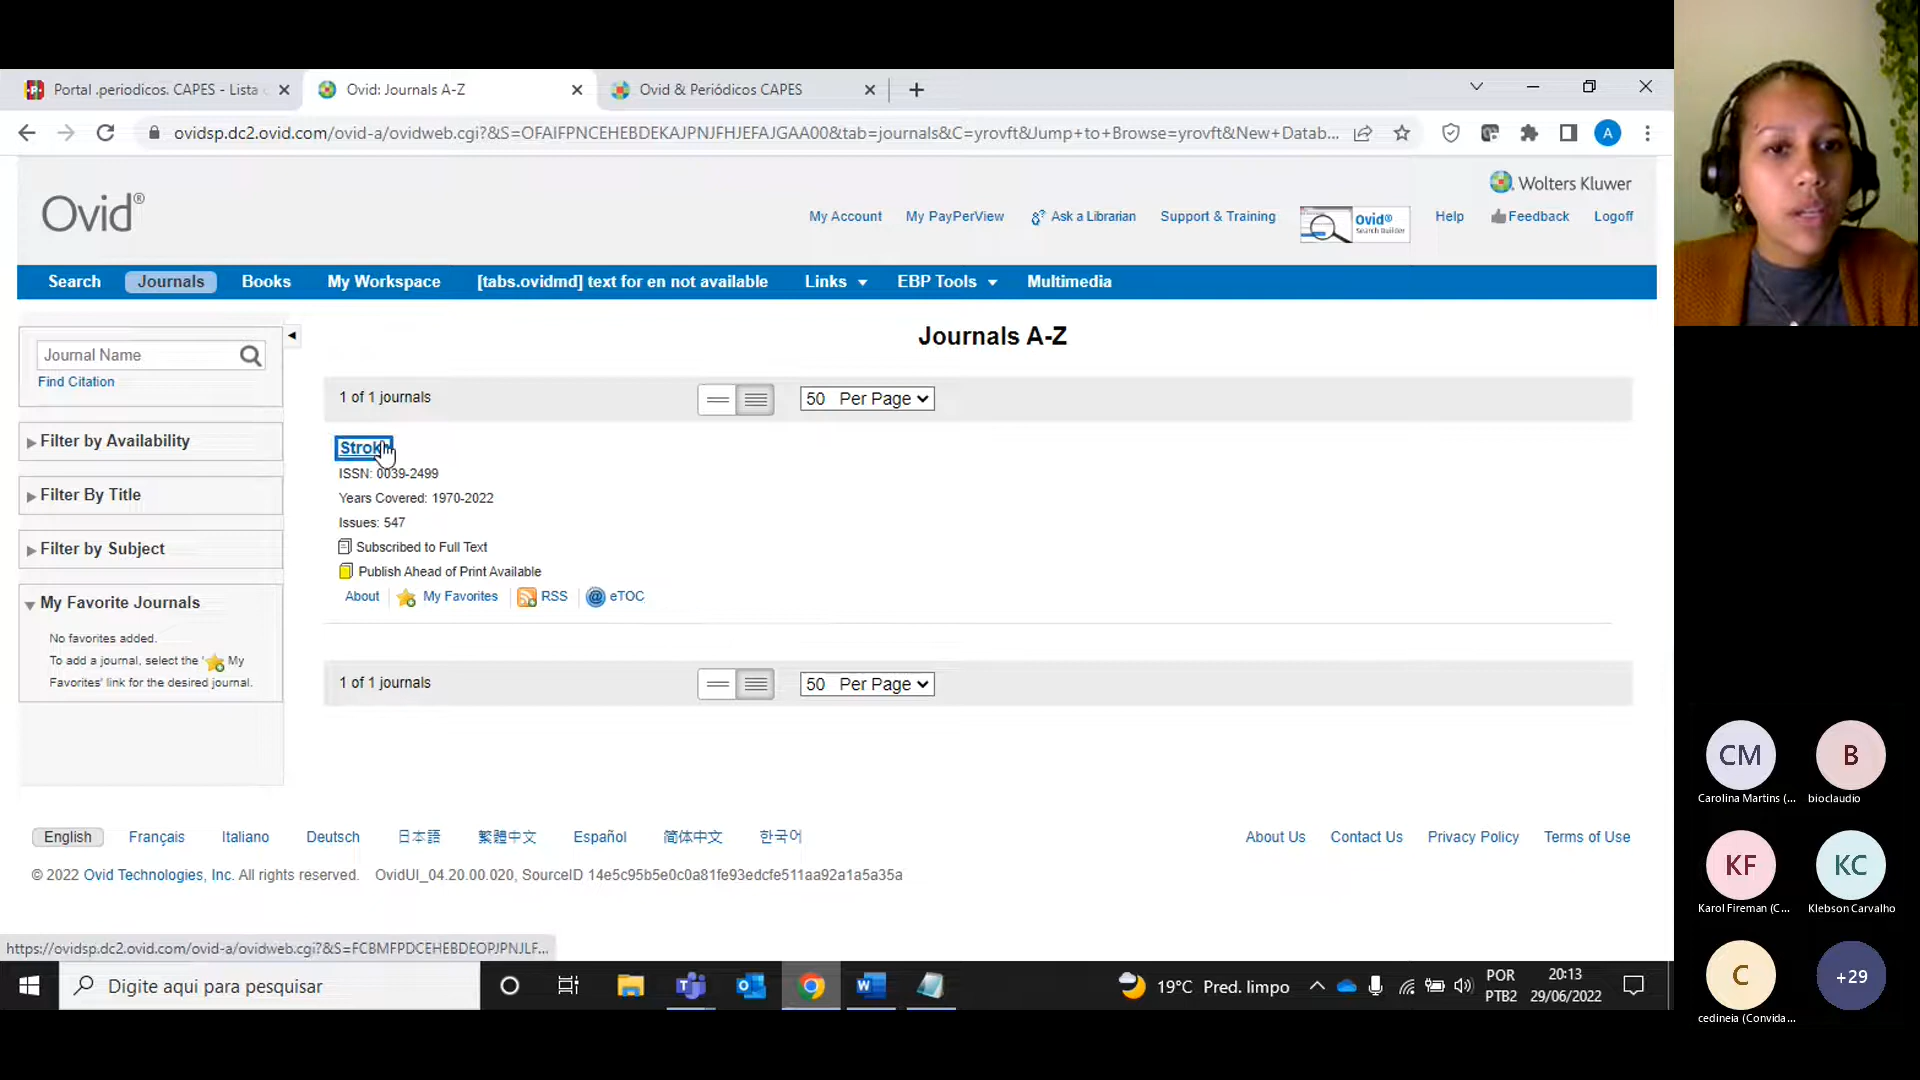 Portal .periodicos. CAPES - Lista
Ovid: Journals A-Z
Ovid & Periódicos CAPES
ovidsp.dc2.ovid.com/ovid-a/ovidweb.cgi?&S=OFAIFPNCEHEBDEKAJPNJFHJEFAJGAA00&tab=journals&C=yrovft&Jump+to+Browse=yrovft&New+Datab...
A
Ovid®
Wolters Kluwer
My Account
My PayPerView
Ask a Librarian
Support & Training
Ovid®
Search Builder
Help
Feedback
Logoff
Search
Journals
Books
My Workspace
[tabs.ovidmd] text for en not available
Links
EBP Tools
Multimedia
Journal Name
Find Citation
Filter by Availability
Filter By Title
Filter by Subject
My Favorite Journals
No favorites added.
To add a journal, select the ' My
Favorites' link for the desired journal.
Journals A-Z
1 of 1 journals
50 Per Page
Stroke
ISSN: 0039-2499
Years Covered: 1970-2022
Issues: 547
Subscribed to Full Text
Publish Ahead of Print Available
About
My Favorites
RSS
eTOC
1 of 1 journals
50 Per Page
English
Français
Italiano
Deutsch
日本語
繁體中文
Español
简体中文
한국어
About Us
Contact Us
Privacy Policy
Terms of Use
© 2022 Ovid Technologies, Inc. All rights reserved. OvidUI_04.20.00.020, SourceID 14e5c95b5e0c0a81fe93edcfe511aa92a1a5a35a
https://ovidsp.dc2.ovid.com/ovid-a/ovidweb.cgi?&S=FCBMFPDCEHEBDEOPJPNJLF...
Digite aqui para pesquisar
19°C Pred. limpo
POR
PTB2
20:13
29/06/2022
CM
Carolina Martins (...
B
bioclaudio
KF
Karol Fireman (C...
KC
Klebson Carvalho
C
cedineia (Convida...
+29